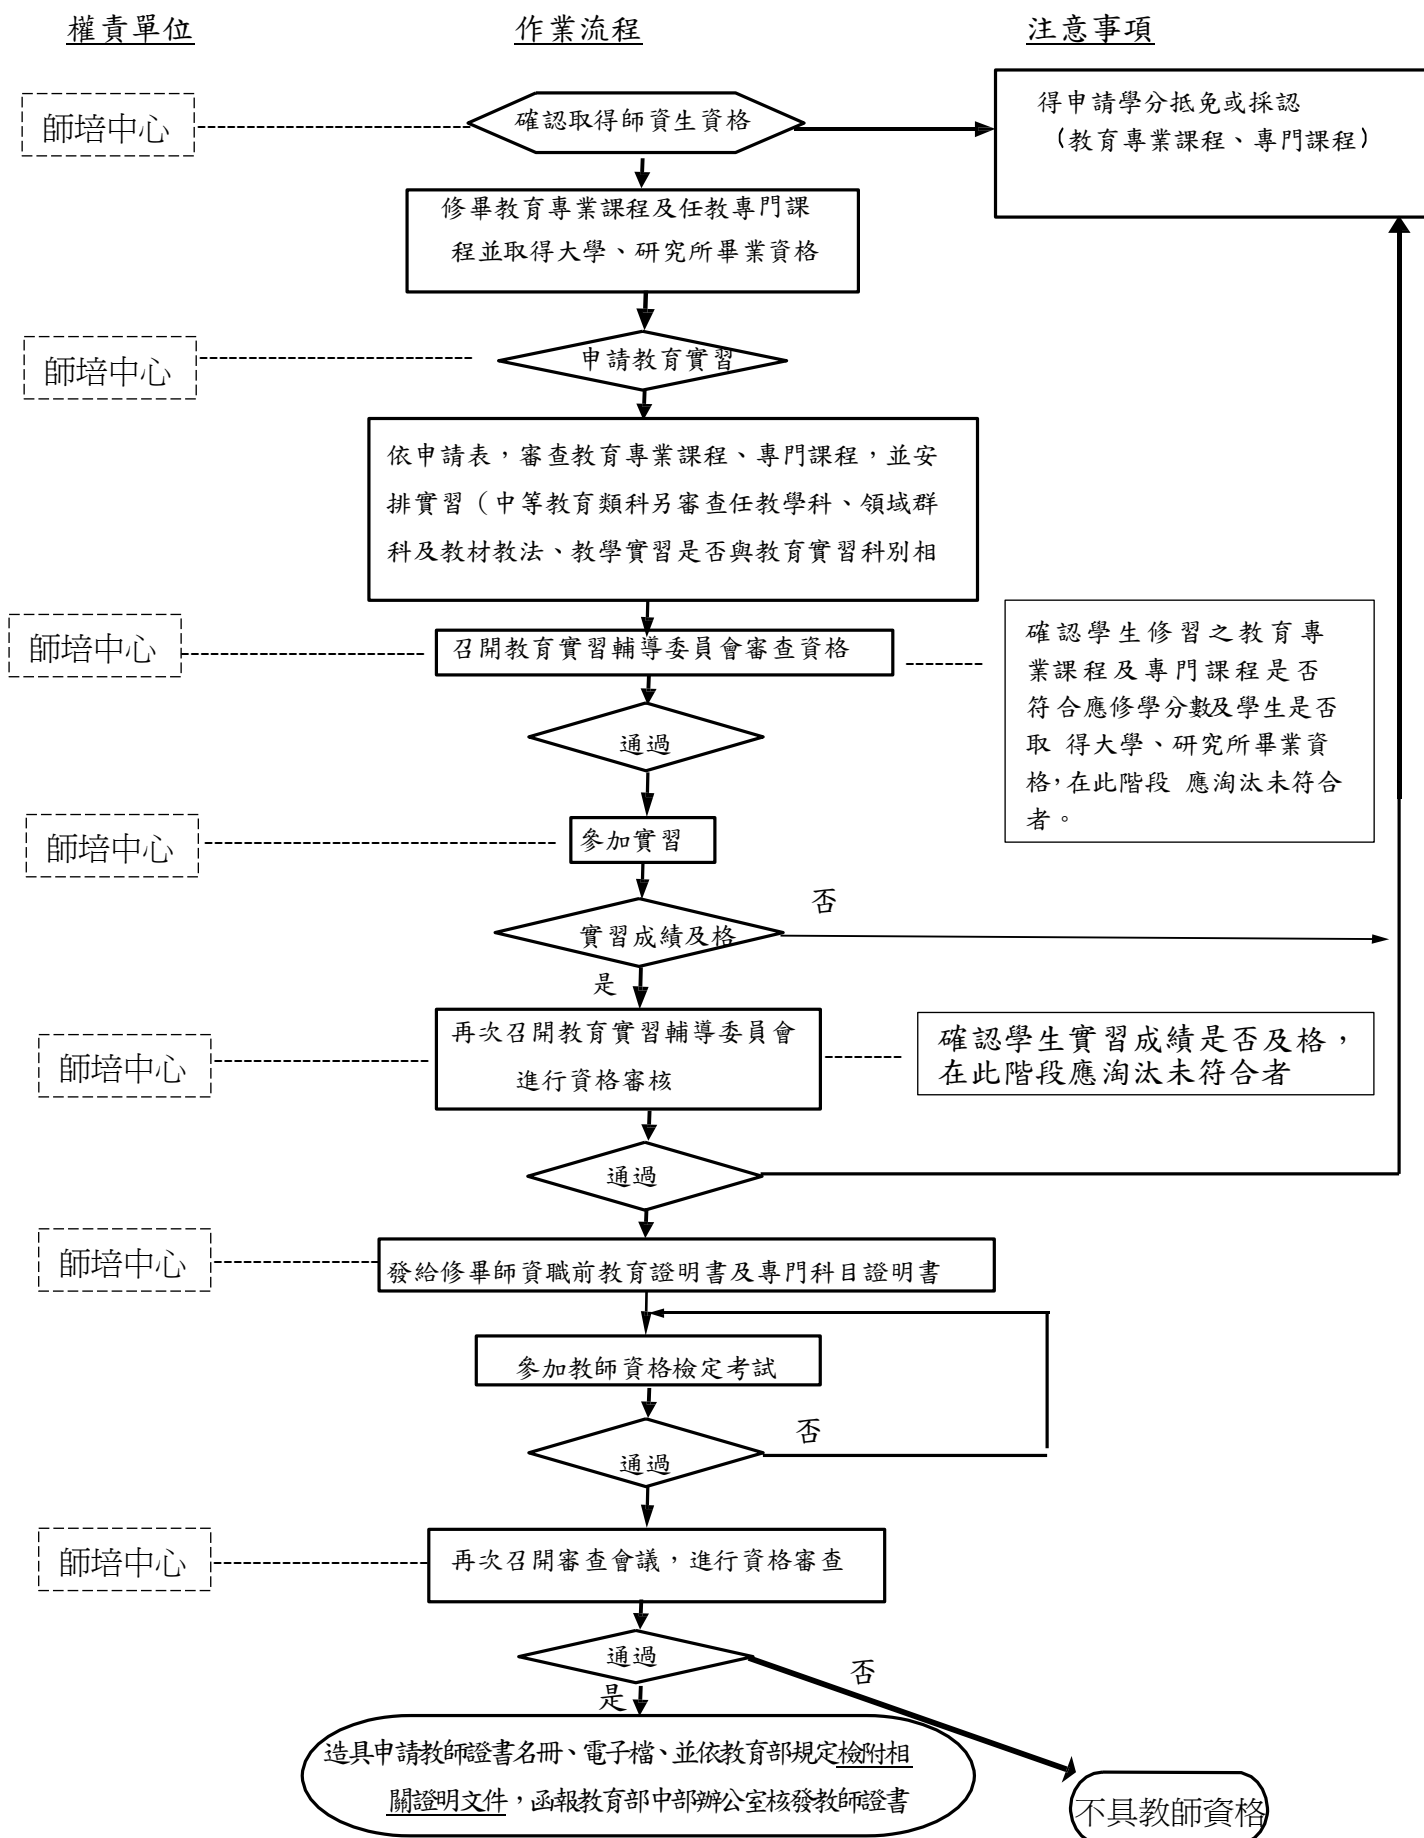 權責單位
作業流程
注意事項
師培中心
確認取得師資生資格
得申請學分抵免或採認
(教育專業課程、專門課程)
修畢教育專業課程及任教專門課
程並取得大學、研究所畢業資格
師培中心
申請教育實習
依申請表，審查教育專業課程、專門課程，並安
排實習（中等教育類科另審查任教學科、領域群
科及教材教法、教學實習是否與教育實習科別相
師培中心
召開教育實習輔導委員會審查資格
確認學生修習之教育專
業課程及專門課程是否
符合應修學分數及學生是否
取 得大學、研究所畢業資
格，在此階段 應淘汰未符合
者。
通過
師培中心
參加實習
否
實習成績及格
是
師培中心
再次召開教育實習輔導委員會
進行資格審核
確認學生實習成績是否及格，
在此階段應淘汰未符合者
通過
師培中心
發給修畢師資職前教育證明書及專門科目證明書
參加教師資格檢定考試
否
通過
師培中心
再次召開審查會議，進行資格審查
通過
否
是
造具申請教師證書名冊、電子檔、並依教育部規定檢附相
關證明文件，函報教育部中部辦公室核發教師證書
不具教師資格